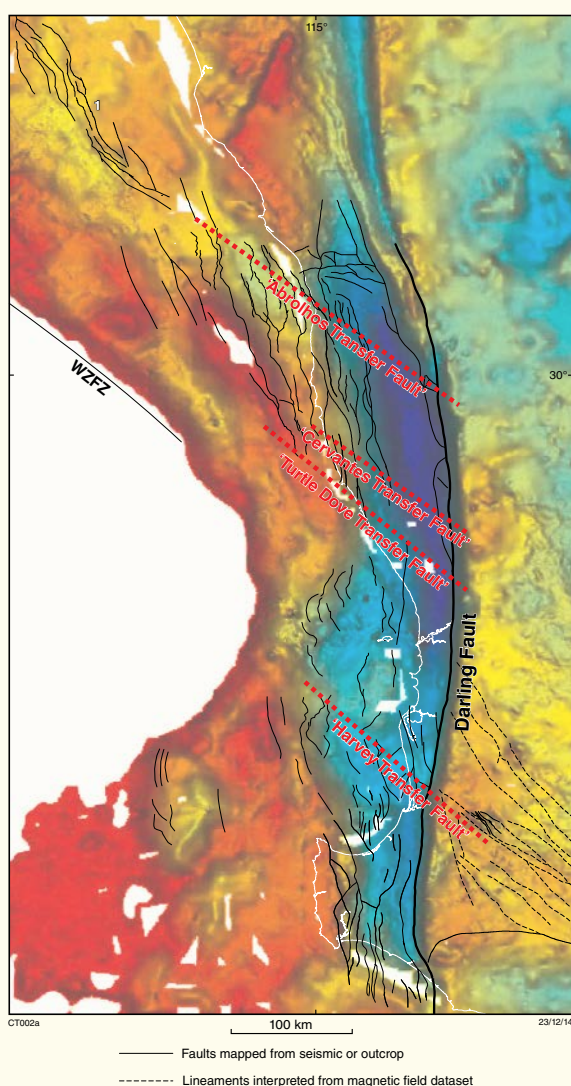 115°
1
'Abrolhos Transfer Fault'
WZFZ
30°
'Cervantes Transfer Fault'
'Turtle Dove Transfer Fault'
Darling Fault
'Harvey Transfer Fault'
CT002a
100 km
23/12/14
Faults mapped from seismic or outcrop
Lineaments interpreted from magnetic field dataset